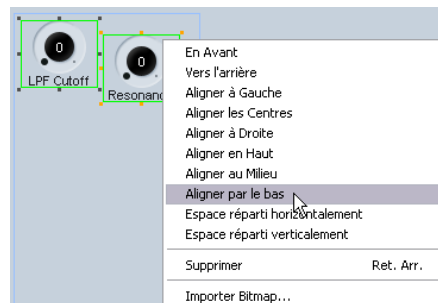 0
0
LPF Cutoff
En Avant
Vers l'arrière
Aligner à Gauche
Aligner les Centres
Aligner à Droite
Aligner en Haut
Aligner au Milieu
Aligner par le bas
Espace réparti horizontalement
Espace réparti verticalement
Supprimer Ret. Arr.
Importer Bitmap...